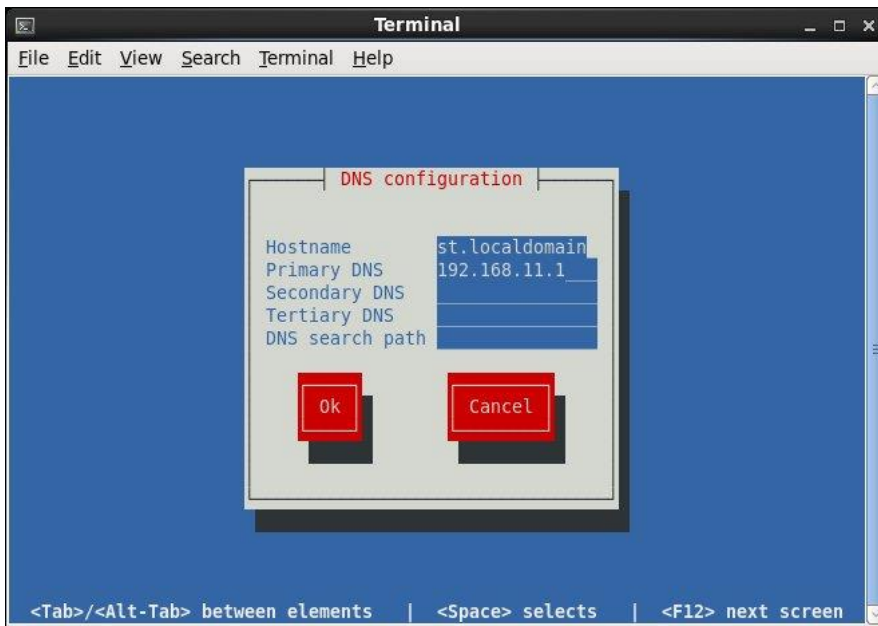 Terminal
File Edit View Search Terminal Help
DNS configuration
Hostname st.localdomain
Primary DNS 192.168.11.1
Secondary DNS
Tertiary DNS
DNS search path
Ok Cancel
<Tab>/<Alt-Tab> between elements | <Space> selects | <F12> next screen